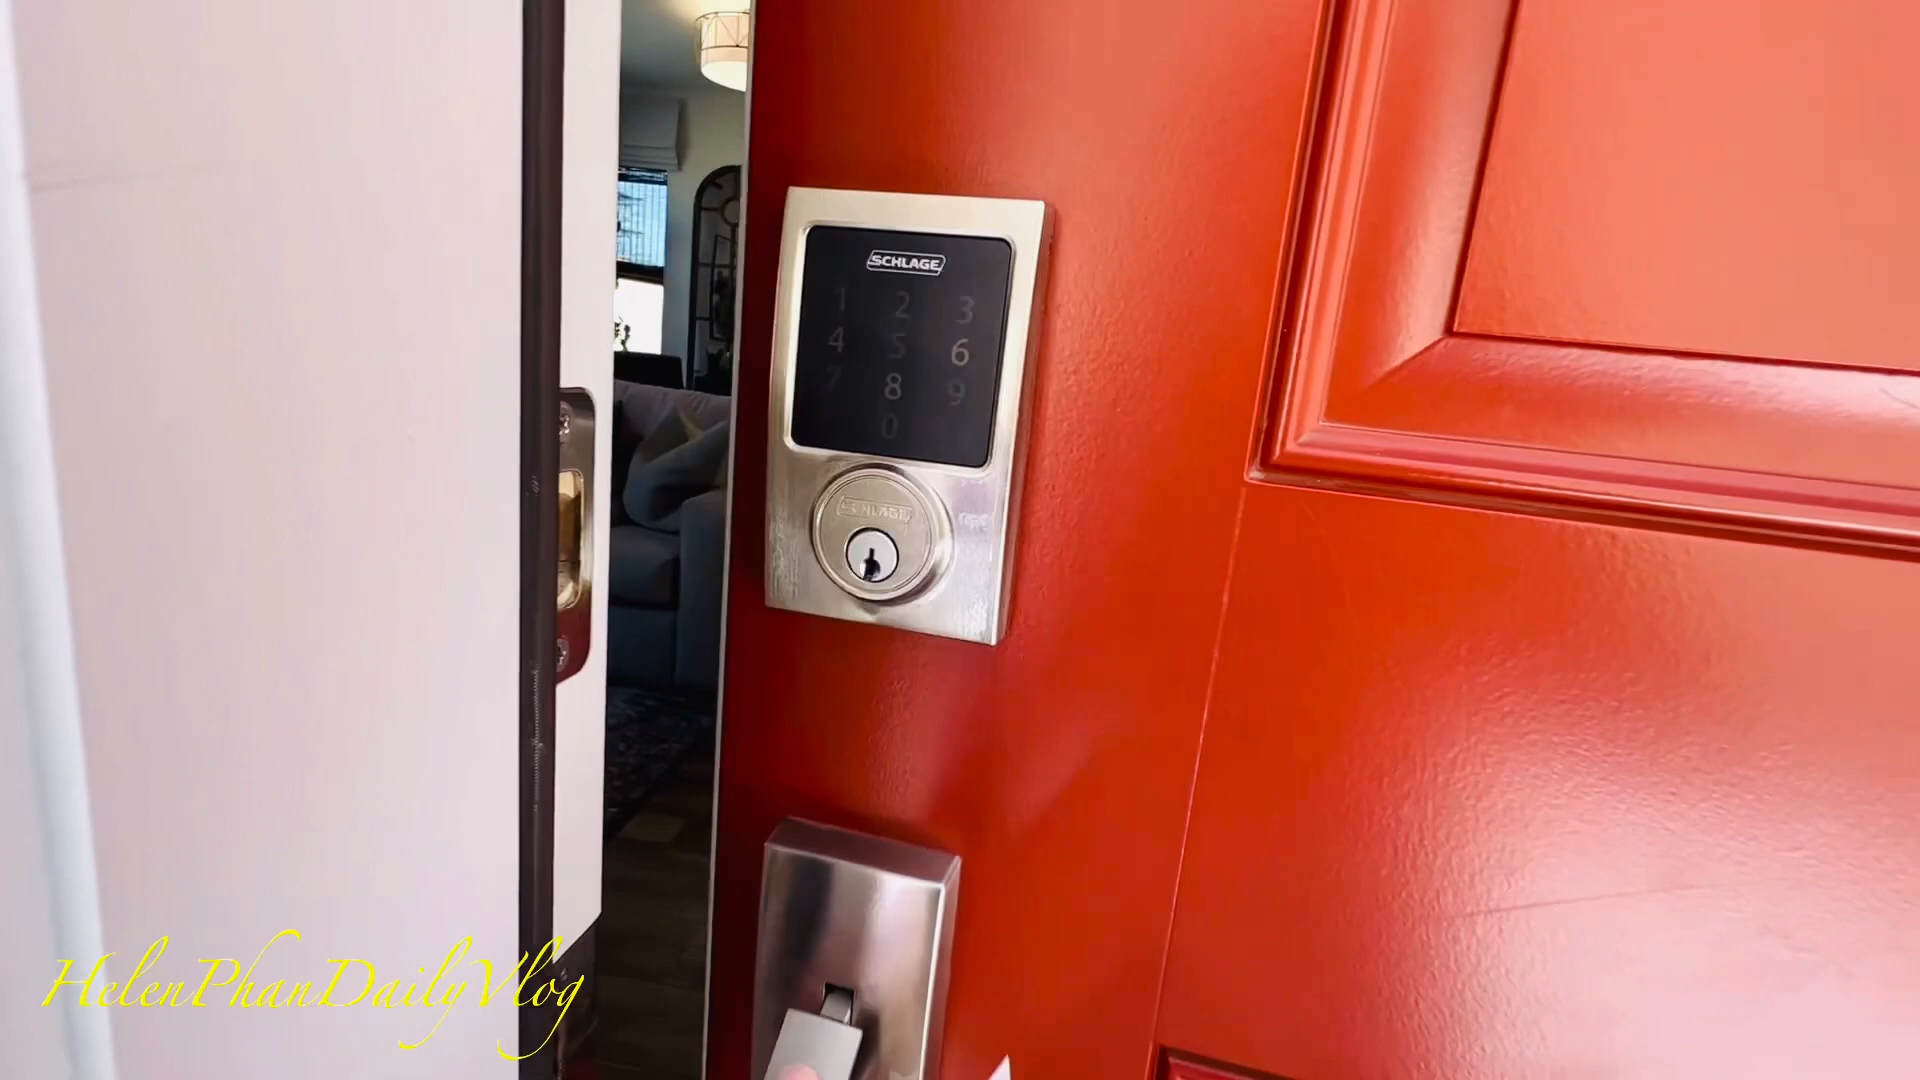 SCHLAGE
1 2 3
4 5 6
7 8 9
0
SCHLAGE
HelenPhanDailyVlog